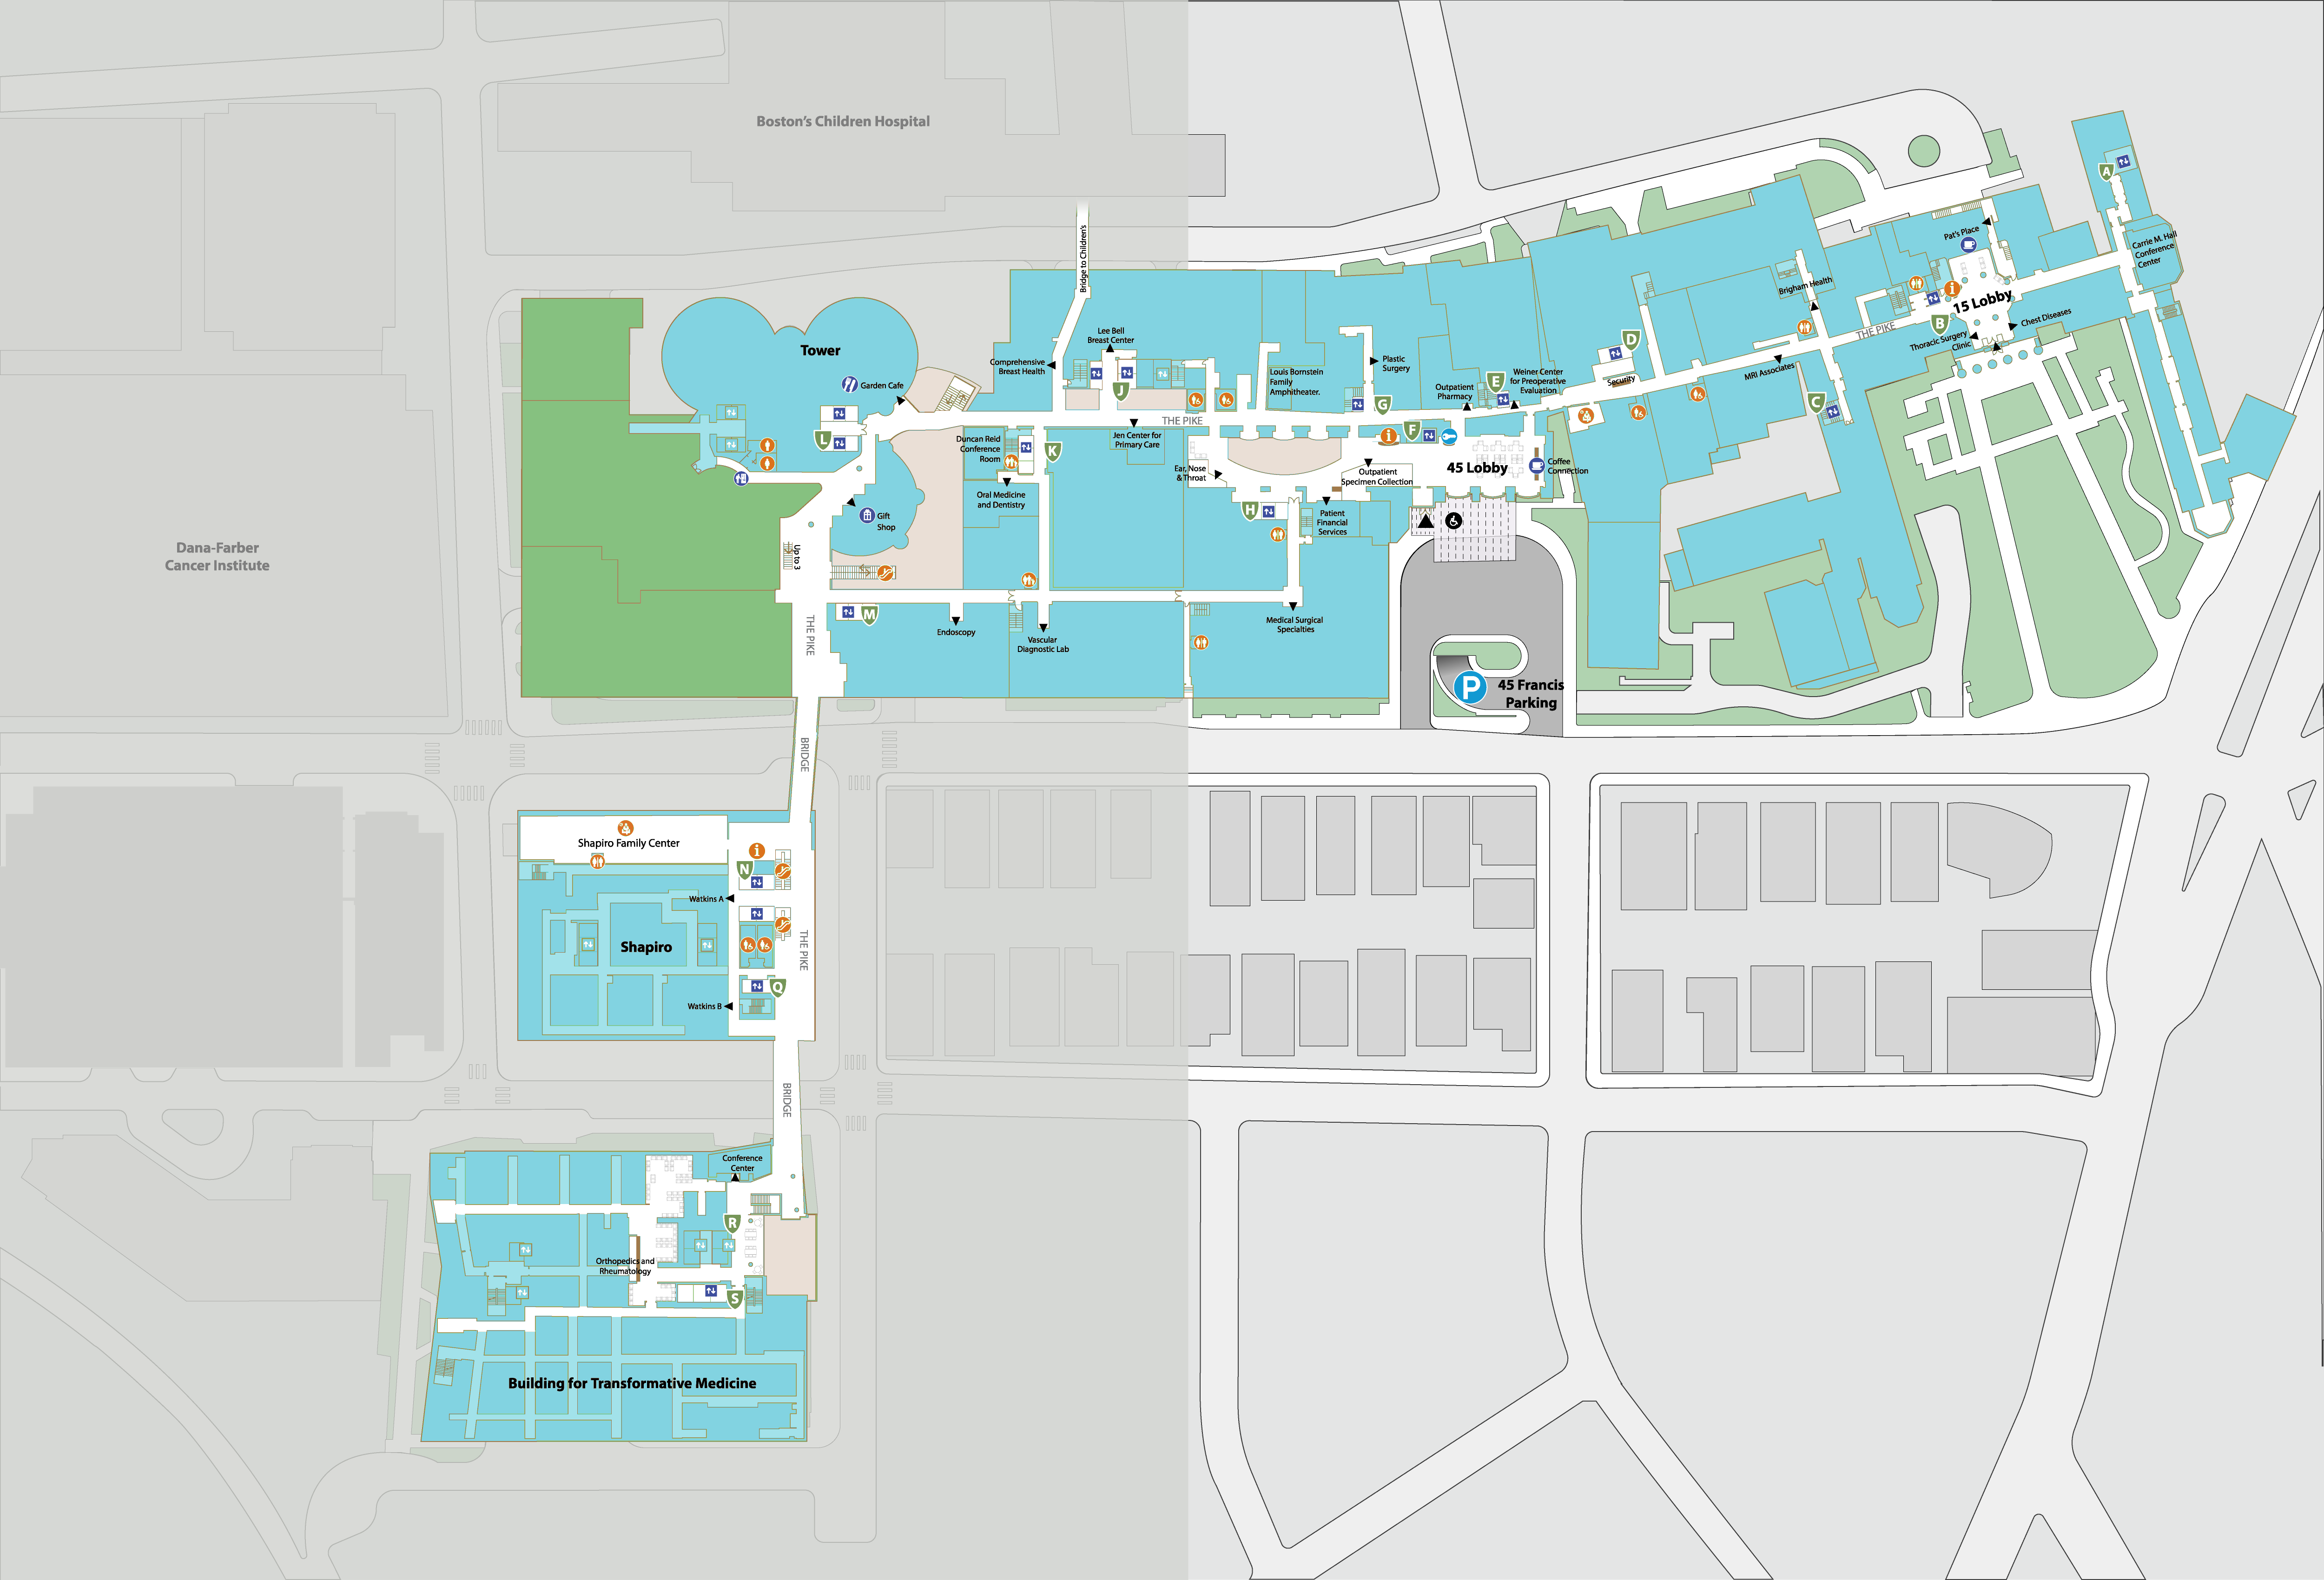 Boston's Children Hospital
A
Pat's Place
Carrie M. Hall
Conference
Center
Bridge to Children's
Brigham Health
15 Lobby
THE PIKE
B
Chest Diseases
Thoracic Surgery
Clinic
Lee Bell
Breast Center
Tower
D
Comprehensive
Breast Health
Plastic
Surgery
MRI Associates
Louis Bornstein
Family
Amphitheater.
Weiner Center
for Preoperative
Evaluation
E
Security
Garden Cafe
J
Outpatient
Pharmacy
G
C
THE PIKE
L
Duncan Reid
Conference
Room
K
Jen Center for
Primary Care
F
45 Lobby
Coffee
Connection
Ear, Nose
& Throat
Outpatient
Specimen Collection
Oral Medicine
and Dentistry
Gift
Shop
H
Patient
Financial
Services
Dana-Farber
Cancer Institute
Up to 3
M
THE PIKE
Endoscopy
Vascular
Diagnostic Lab
Medical Surgical
Specialties
P
45 Francis
Parking
BRIDGE
Shapiro Family Center
N
Watkins A
Shapiro
THE PIKE
Q
Watkins B
BRIDGE
Conference
Center
R
Orthopedics and
Rheumatology
S
Building for Transformative Medicine